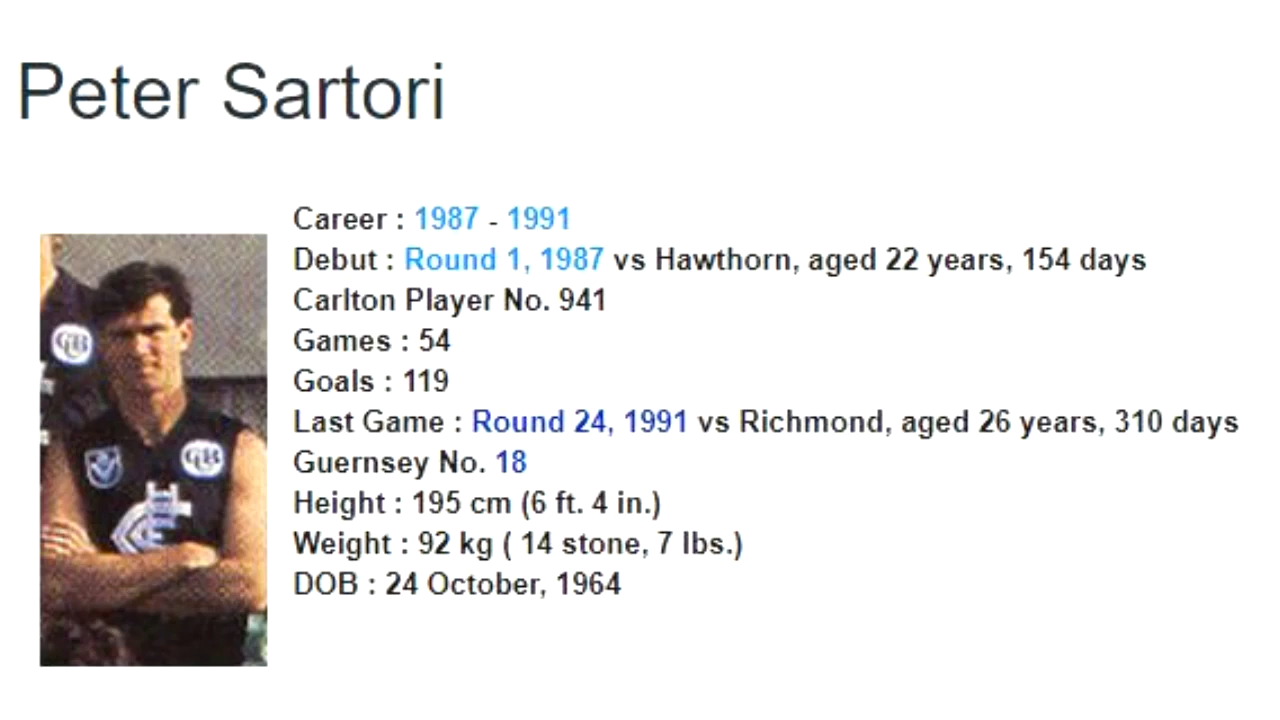 Peter Sartori
Career : 1987 - 1991
Debut : Round 1, 1987 vs Hawthorn, aged 22 years, 154 days
Carlton Player No. 941
Games : 54
Goals : 119
Last Game : Round 24, 1991 vs Richmond, aged 26 years, 310 days
Guernsey No. 18
Height : 195 cm (6 ft. 4 in.)
Weight : 92 kg ( 14 stone, 7 lbs.)
DOB : 24 October, 1964